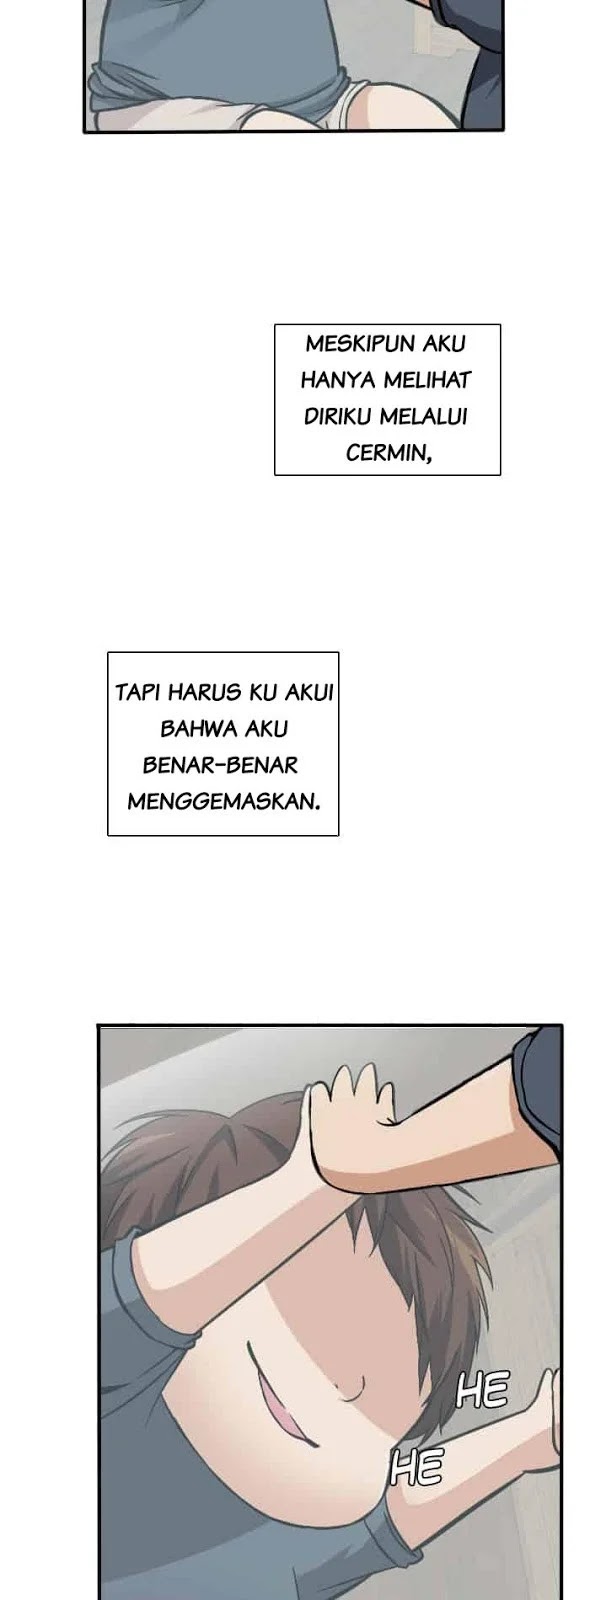 MESKIPUN AKU
HANYA MELIHAT
DIRIKU MELALUI
CERMIN,
TAPI HARUS KU AKUI
BAHWA AKU
BENAR-BENAR
MENGGEMASKAN.
HE
HE